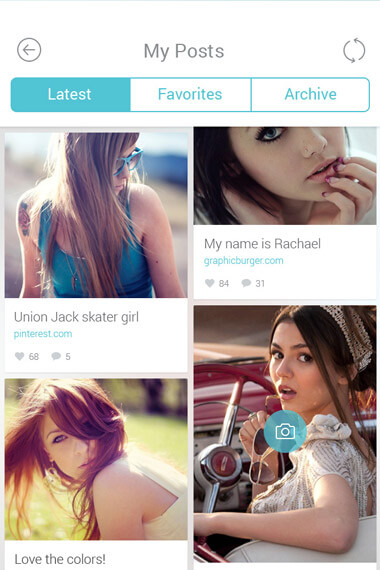 My Posts
Latest
Favorites
Archive
Union Jack skater girl
pinterest.com
68
5
Love the colors!
My name is Rachael
graphicburger.com
84
31